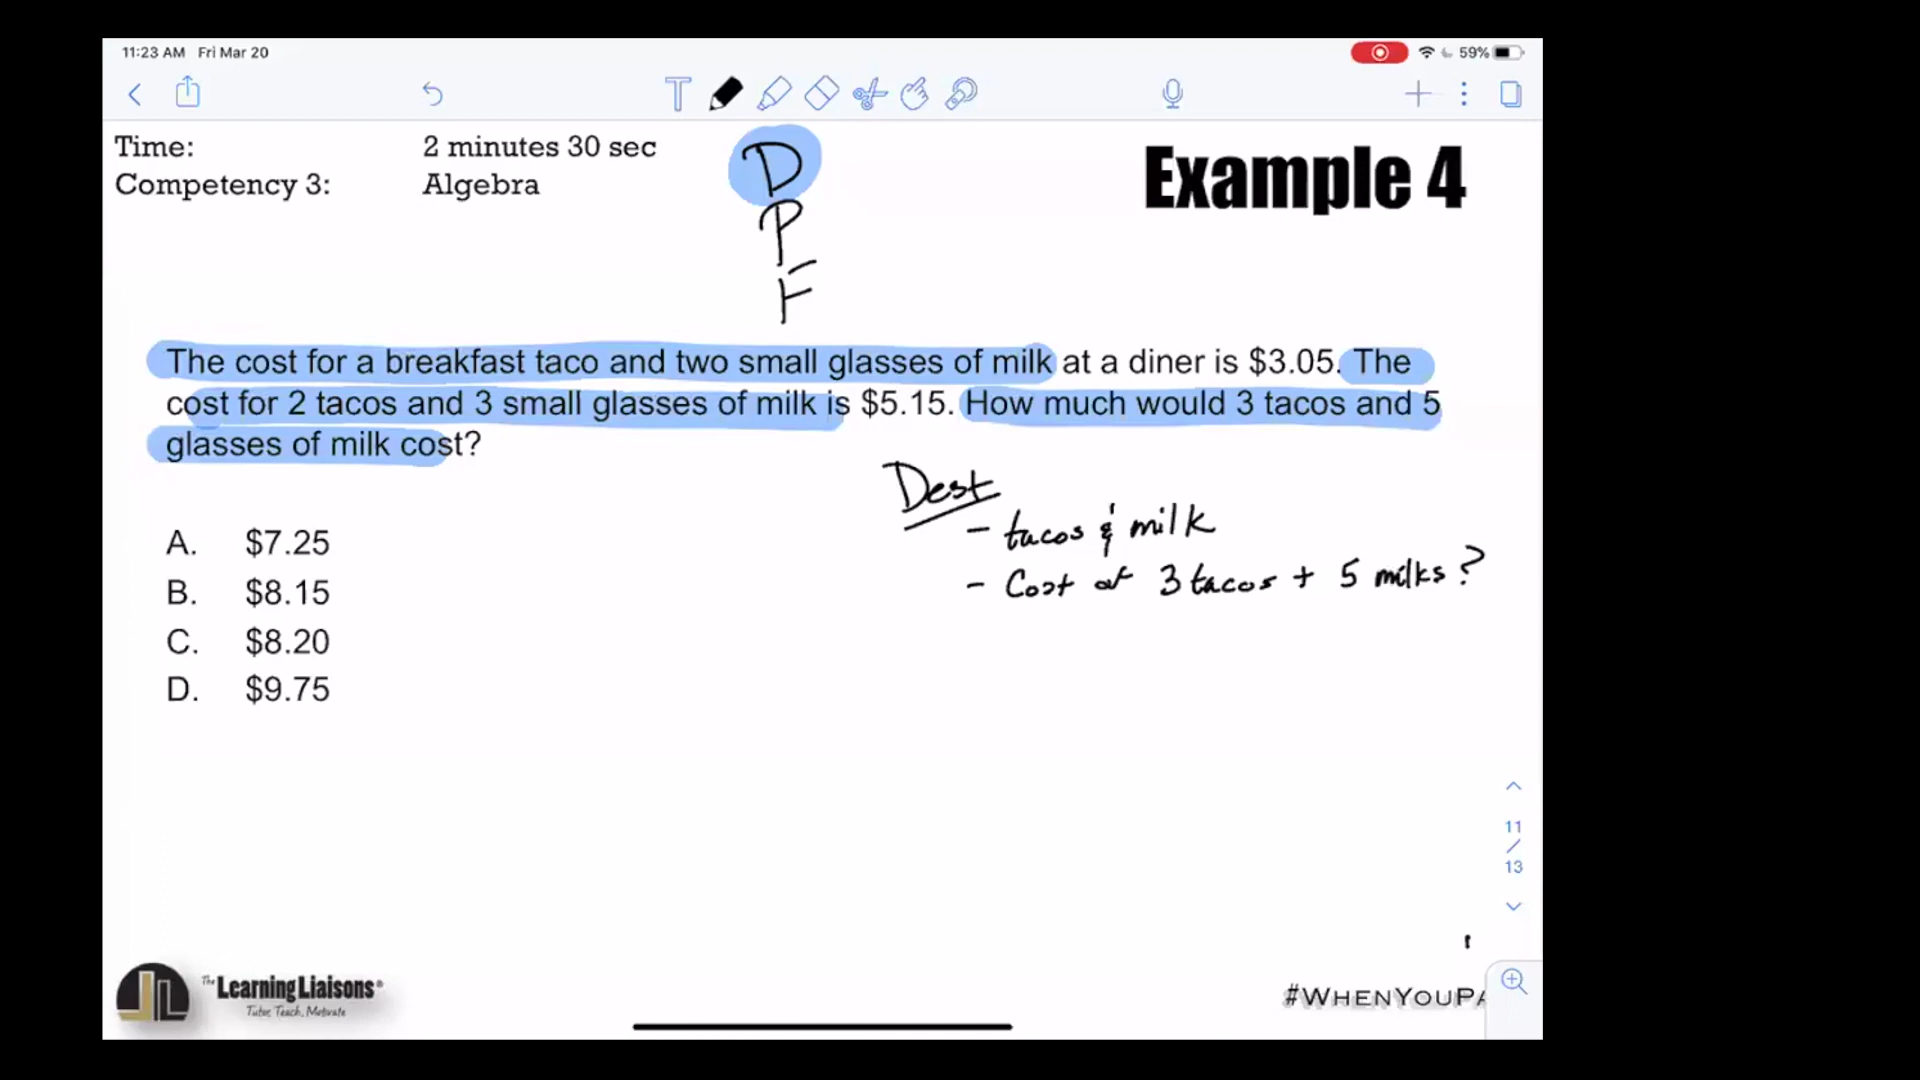 11:23 AM Fri Mar 20
59%
Time: 2 minutes 30 sec
Competency 3: Algebra
Example 4
D
P
F
The cost for a breakfast taco and two small glasses of milk at a diner is $3.05. The
cost for 2 tacos and 3 small glasses of milk is $5.15. How much would 3 tacos and 5
glasses of milk cost?
Dest
- tacos & milk
- Cost of 3 tacos + 5 milks?
A. $7.25
B. $8.15
C. $8.20
D. $9.75
11
/
13
The Learning Liaisons®
Tutor, Teach, Motivate
#WHENYOUPA